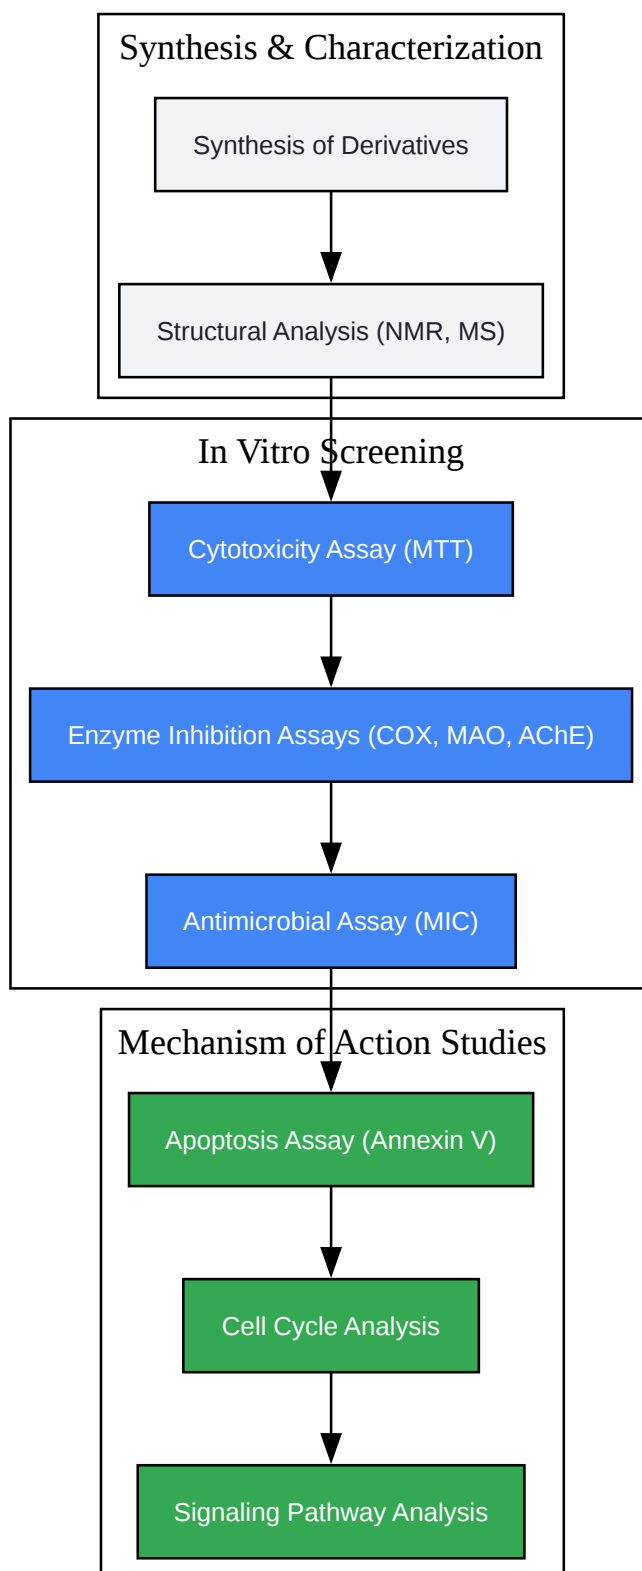 Synthesis & Characterization
Synthesis of Derivatives
Structural Analysis (NMR, MS)
In Vitro Screening
Cytotoxicity Assay (MTT)
Enzyme Inhibition Assays (COX, MAO, AChE)
Antimicrobial Assay (MIC)
Mechanism of Action Studies
Apoptosis Assay (Annexin V)
Cell Cycle Analysis
Signaling Pathway Analysis